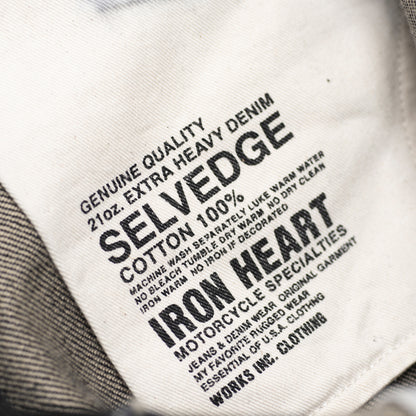 GENUINE QUALITY
21oz. EXTRA HEAVY DENIM
SELVEDGE
COTTON 100%
MACHINE WASH SEPARATELY LUKE WARM WATER
NO BLEACH TUMBLE DRY WARM NO DRY CLEAN
IRON WARM NO IRON IF DECORATED
IRON HEART
MOTORCYCLE SPECIALTIES
JEANS & DENIM WEAR ORIGINAL GARMENT
MY FAVORITE RUGGED WEAR
ESSENTIAL OF U.S.A. CLOTHNG
WORKS INC. CLOTHING